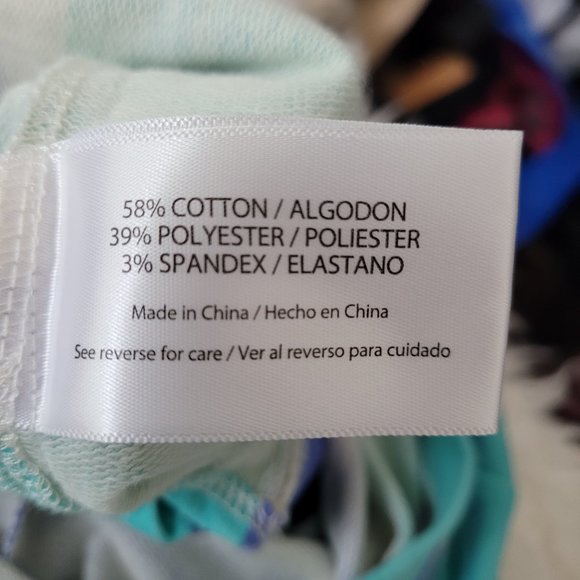 58% COTTON / ALGODON
39% POLYESTER / POLIESTER
3% SPANDEX / ELASTANO
Made in China / Hecho en China
See reverse for care / Ver al reverso para cuidado